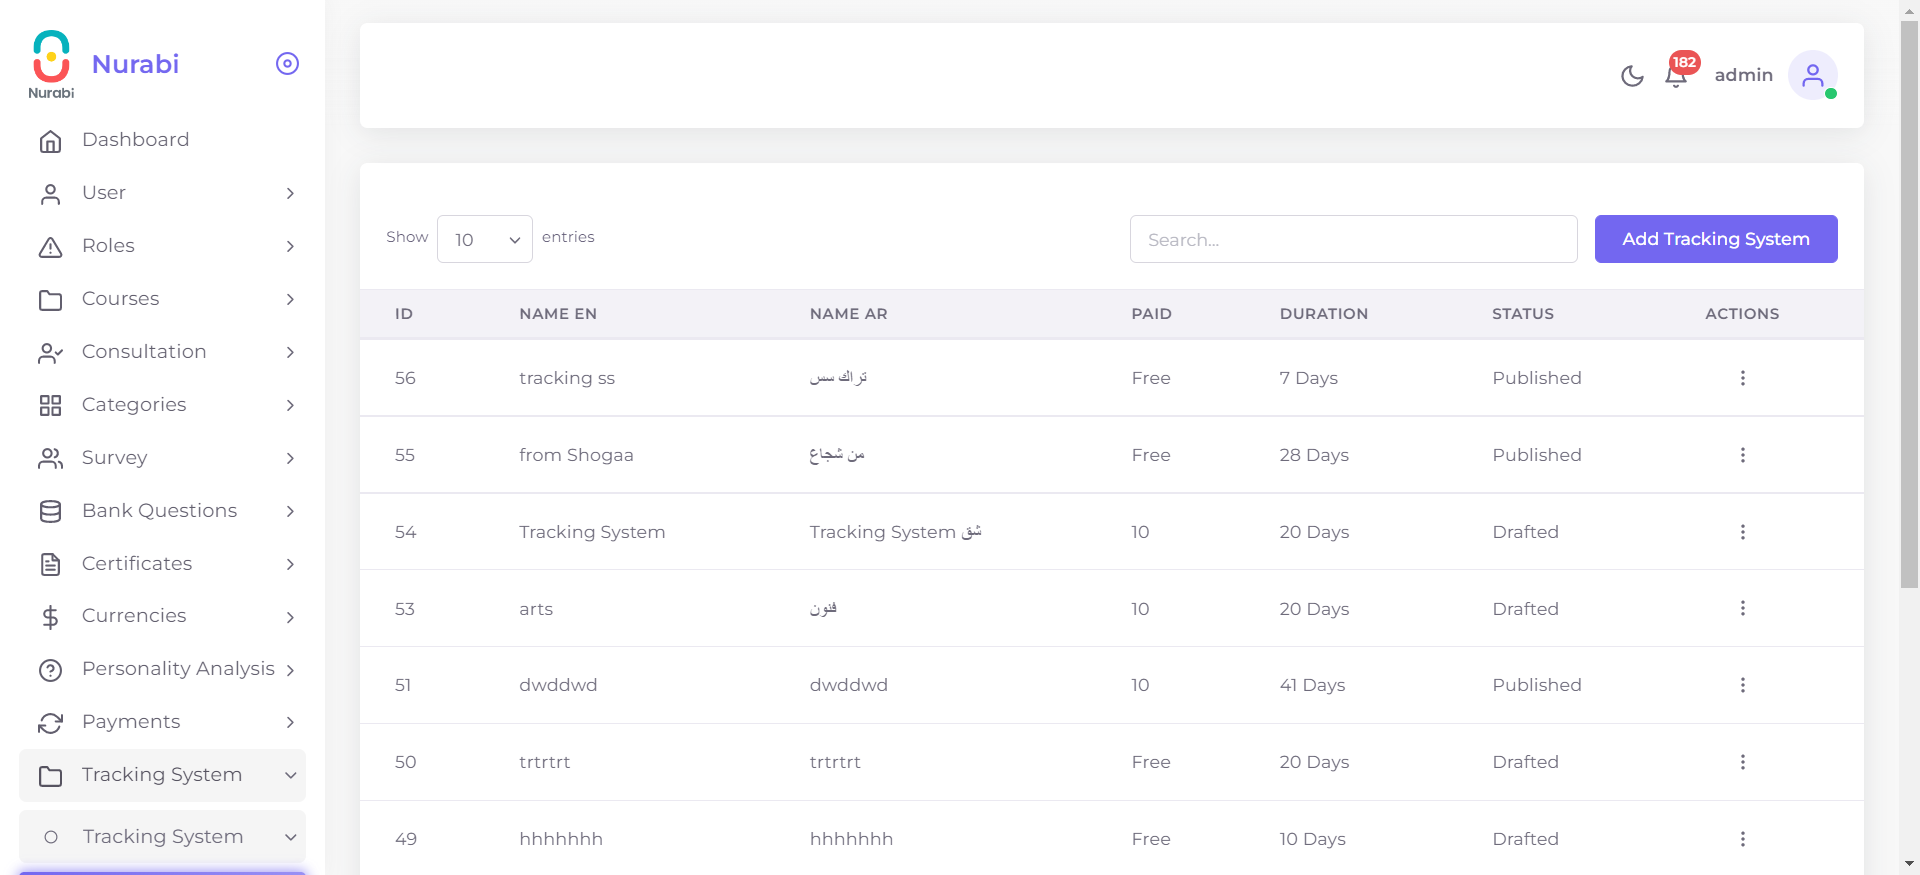 Nurabi
Nurabi
Dashboard
User
Roles
Courses
Consultation
Categories
Survey
Bank Questions
Certificates
Currencies
Personality Analysis
Payments
Tracking System
Tracking System
182
admin
Show 10 entries
Search...
Add Tracking System
ID NAME EN NAME AR PAID DURATION STATUS ACTIONS
56 tracking ss تراك سس Free 7 Days Published
55 from Shogaa من شجاع Free 28 Days Published
54 Tracking System Tracking System شق 10 20 Days Drafted
53 arts فنون 10 20 Days Drafted
51 dwddwd dwddwd 10 41 Days Published
50 trtrtrt trtrtrt Free 20 Days Drafted
49 hhhhhhh hhhhhhh Free 10 Days Drafted